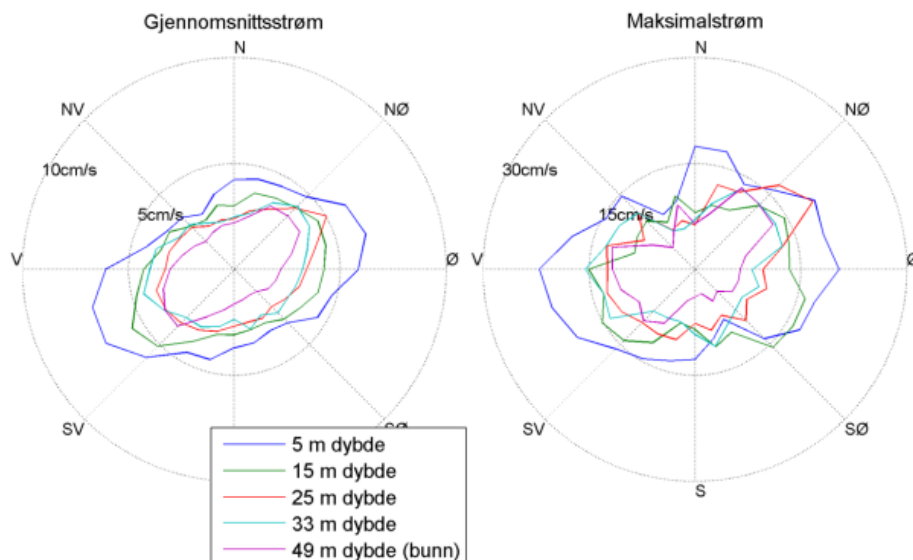 Gjennomsnittsstrøm
N
NV
NØ
10cm/s
5cm/s
V
Ø
SV
SØ
Maksimalstrøm
N
NV
NØ
30cm/s
15cm/s
V
Ø
SV
SØ
S
5 m dybde
15 m dybde
25 m dybde
33 m dybde
49 m dybde (bunn)